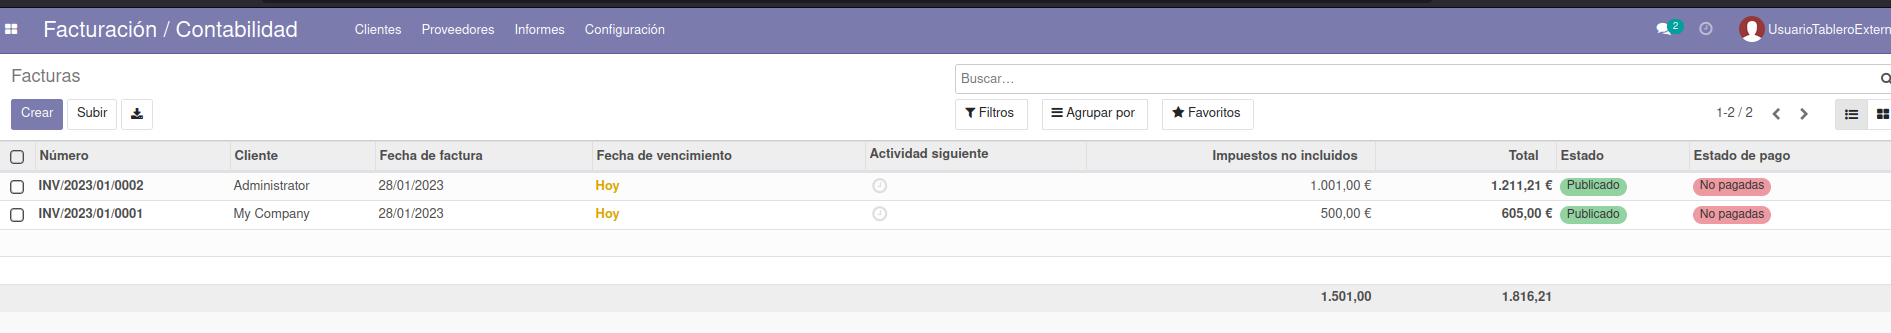 Facturación / Contabilidad Clientes Proveedores Informes Configuración 2 UsuarioTableroExtern
Facturas Buscar...
Crear Subir Filtros Agrupar por Favoritos 1-2 / 2
Número Cliente Fecha de factura Fecha de vencimiento Actividad siguiente Impuestos no incluidos Total Estado Estado de pago
INV/2023/01/0002 Administrator 28/01/2023 Hoy 1.001,00 € 1.211,21 € Publicado No pagadas
INV/2023/01/0001 My Company 28/01/2023 Hoy 500,00 € 605,00 € Publicado No pagadas
1.501,00 1.816,21